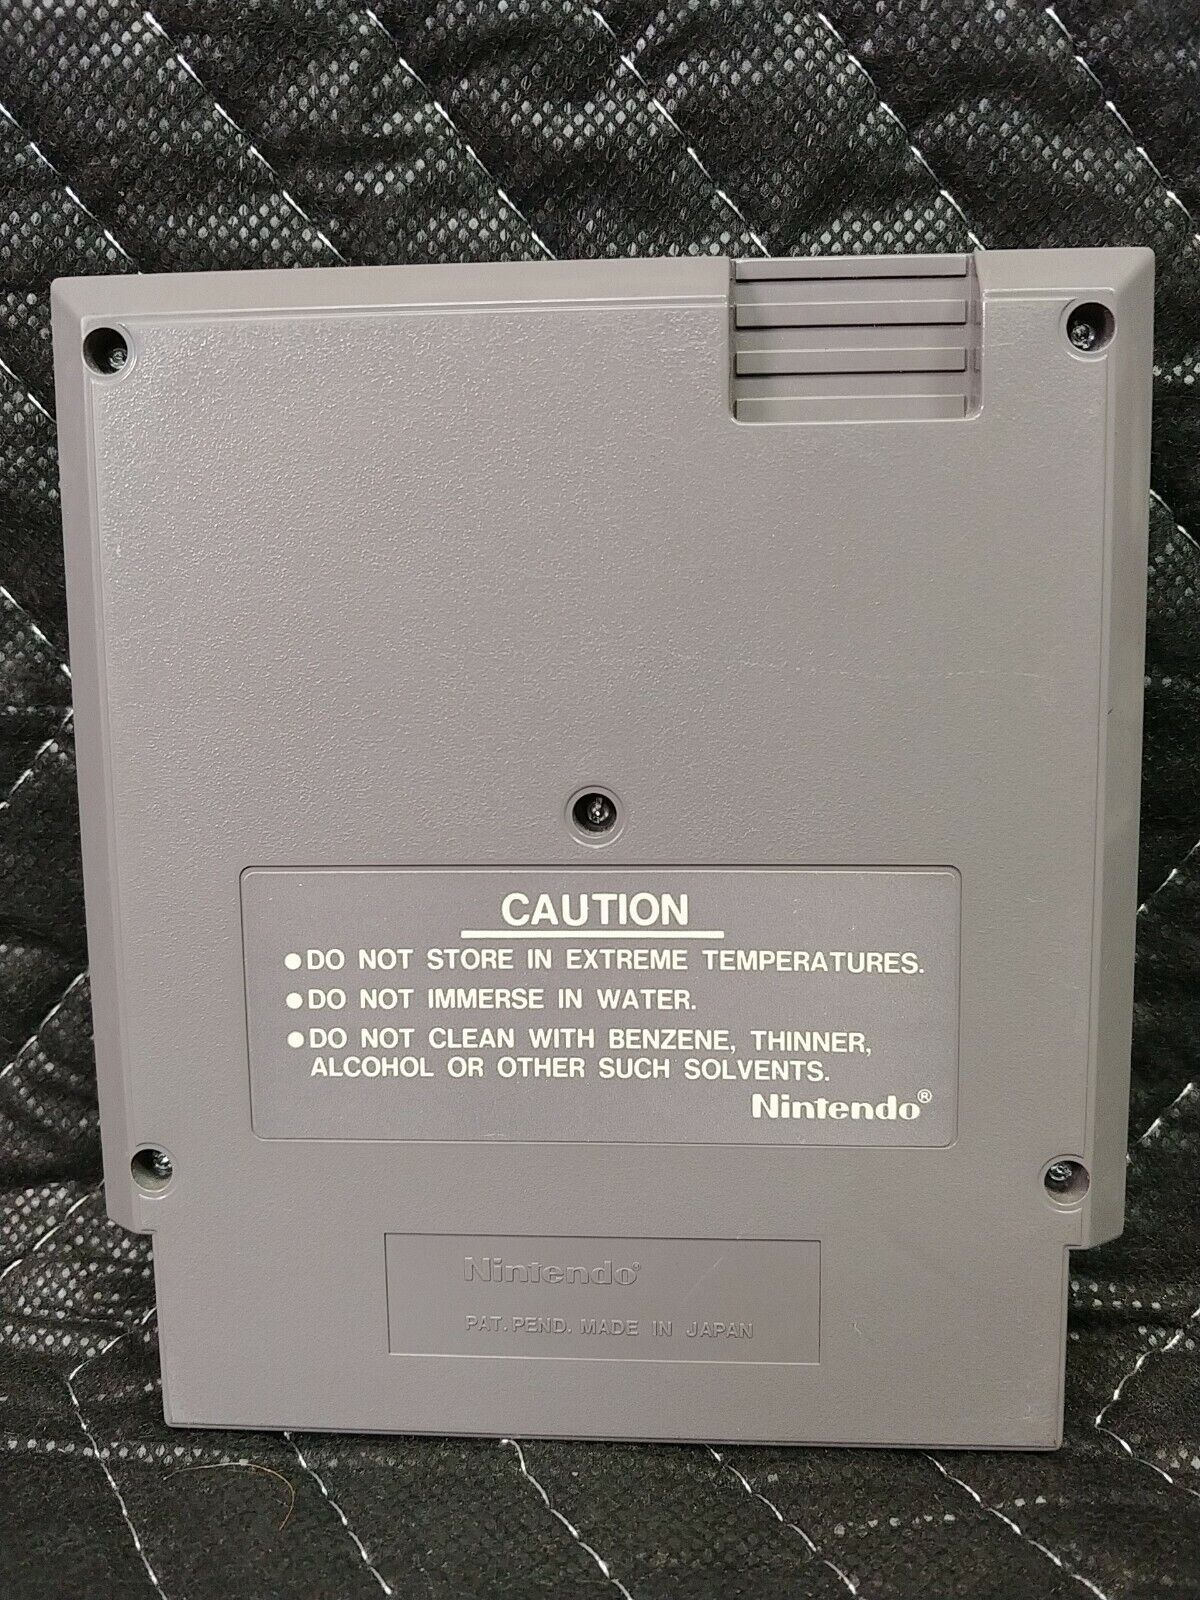 CAUTION
●DO NOT STORE IN EXTREME TEMPERATURES.
●DO NOT IMMERSE IN WATER.
●DO NOT CLEAN WITH BENZENE, THINNER,
ALCOHOL OR OTHER SUCH SOLVENTS.
Nintendo®
Nintendo®
PAT. PEND. MADE IN JAPAN